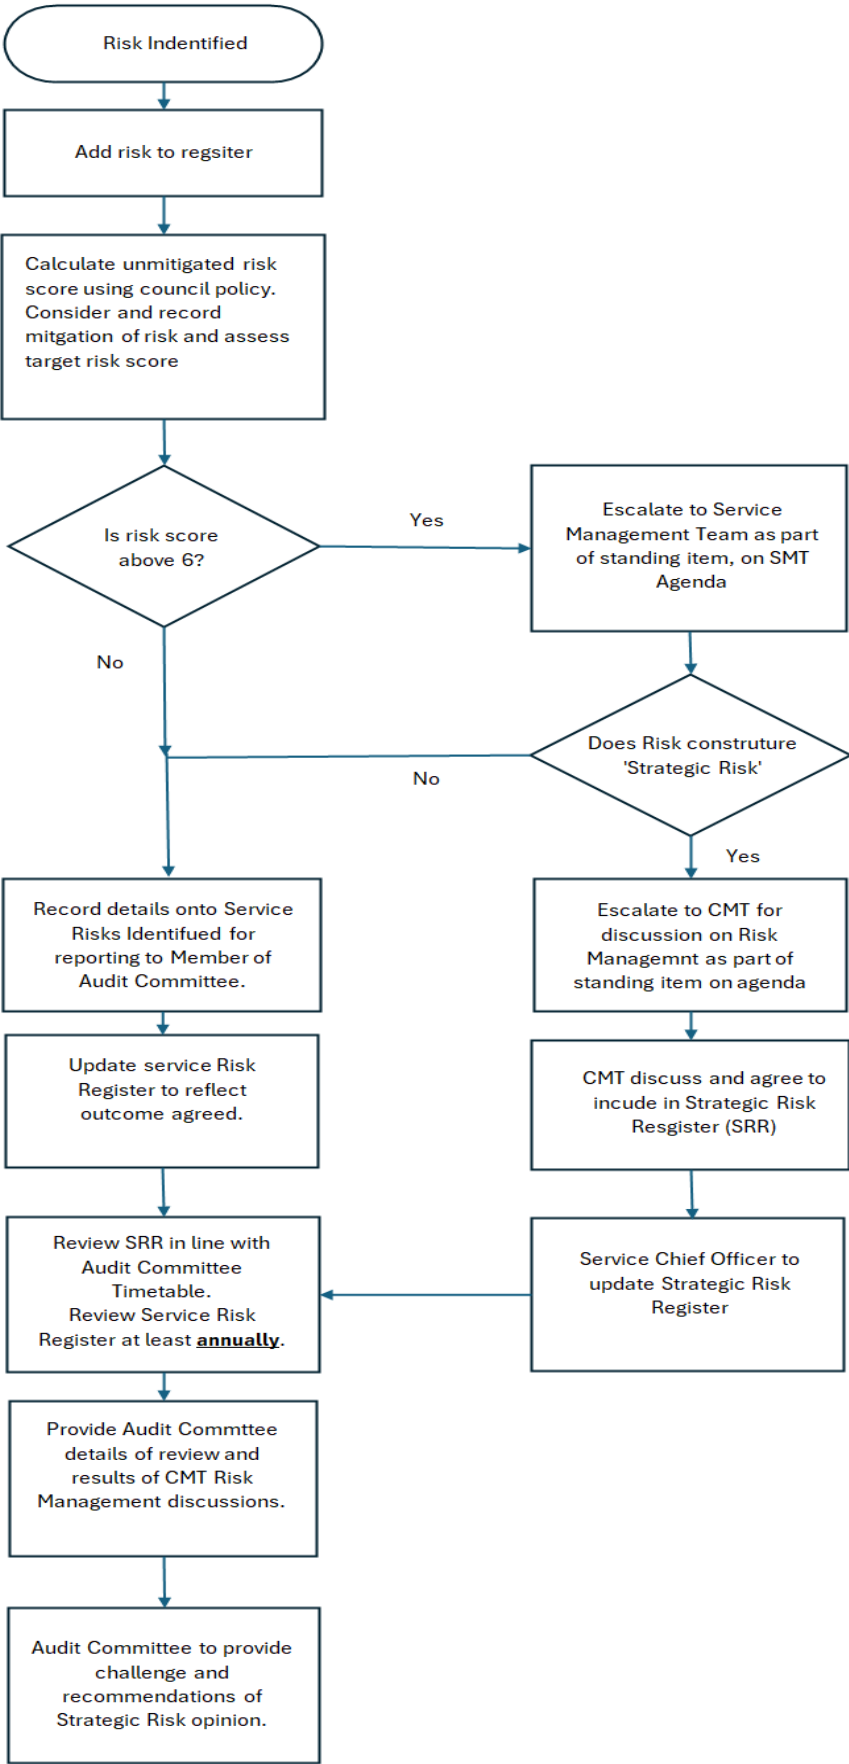 Risk Indentified
Add risk to regsiter
Calculate unmitigated risk
score using council policy.
Consider and record
mitgation of risk and assess
target risk score
Is risk score
above 6?
Yes
Escalate to Service
Management Team as part
of standing item, on SMT
Agenda
No
Does Risk construture
'Strategic Risk'
No
Yes
Record details onto Service
Risks Identifued for
reporting to Member of
Audit Committee.
Escalate to CMT for
discussion on Risk
Managemnt as part of
standing item on agenda
Update service Risk
Register to reflect
outcome agreed.
CMT discuss and agree to
incude in Strategic Risk
Resgister (SRR)
Review SRR in line with
Audit Committee
Timetable.
Review Service Risk
Register at least annually.
Service Chief Officer to
update Strategic Risk
Register
Provide Audit Commttee
details of review and
results of CMT Risk
Management discussions.
Audit Committee to provide
challenge and
recommendations of
Strategic Risk opinion.